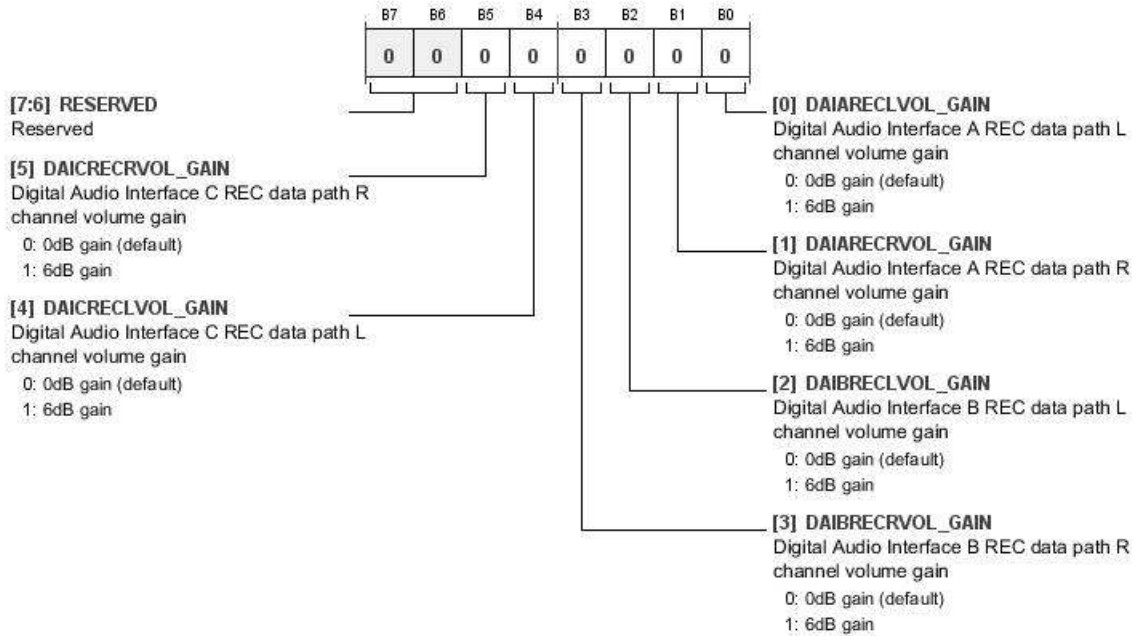 B7 B6 B5 B4 B3 B2 B1 B0
0 0 0 0 0 0 0 0
[7:6] RESERVED
Reserved
[5] DAICRECRVOL_GAIN
Digital Audio Interface C REC data path R
channel volume gain
0: 0dB gain (default)
1: 6dB gain
[4] DAICRECLVOL_GAIN
Digital Audio Interface C REC data path L
channel volume gain
0: 0dB gain (default)
1: 6dB gain
[0] DAIARECLVOL_GAIN
Digital Audio Interface A REC data path L
channel volume gain
0: 0dB gain (default)
1: 6dB gain
[1] DAIARECRVOL_GAIN
Digital Audio Interface A REC data path R
channel volume gain
0: 0dB gain (default)
1: 6dB gain
[2] DAIBRECLVOL_GAIN
Digital Audio Interface B REC data path L
channel volume gain
0: 0dB gain (default)
1: 6dB gain
[3] DAIBRECRVOL_GAIN
Digital Audio Interface B REC data path R
channel volume gain
0: 0dB gain (default)
1: 6dB gain